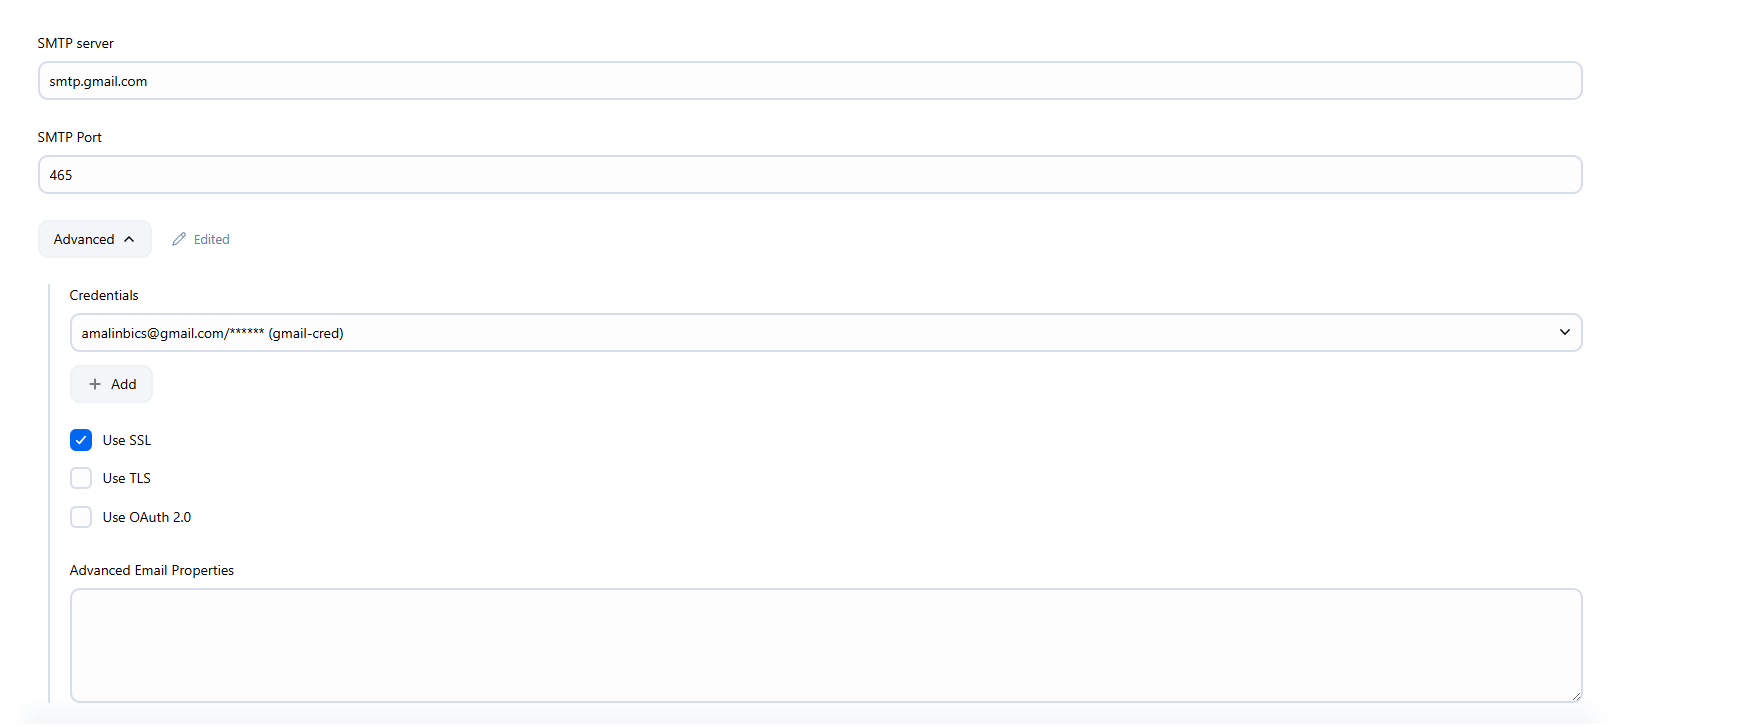 SMTP server
smtp.gmail.com
SMTP Port
465
Advanced
Edited
Credentials
amalinbics@gmail.com/****** (gmail-cred)
Add
Use SSL
Use TLS
Use OAuth 2.0
Advanced Email Properties